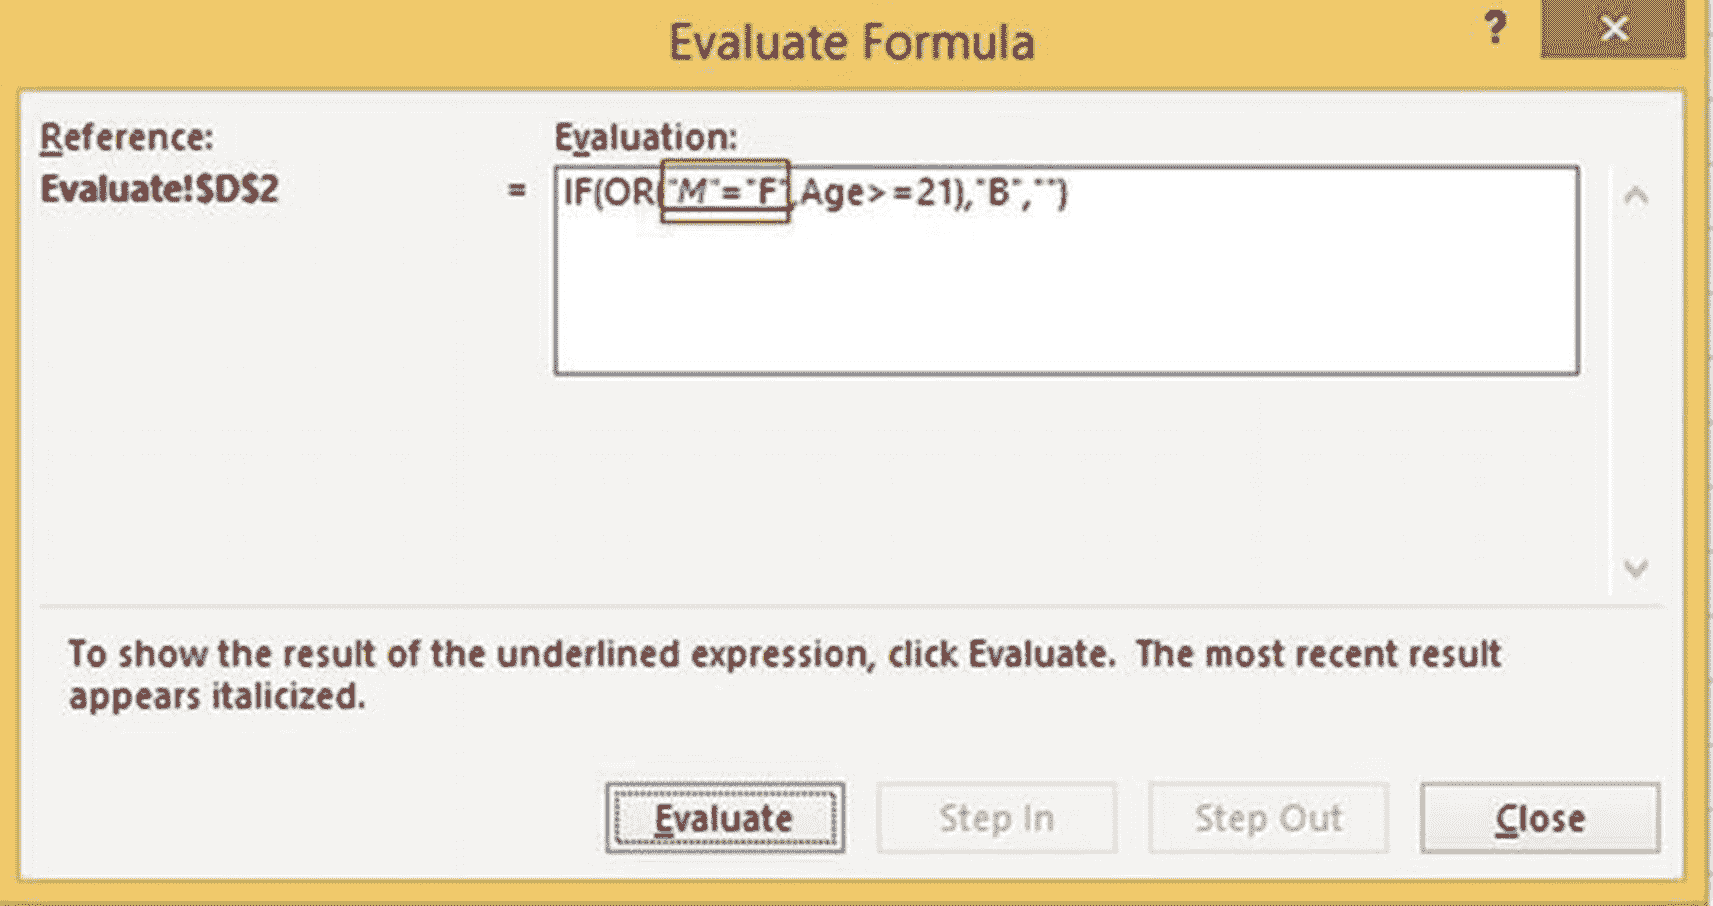 Evaluate Formula
?
Reference:
Evaluation:
Evaluate!$D$2 = IF(OR("M"="F",Age>=21),"B","")
To show the result of the underlined expression, click Evaluate. The most recent result
appears italicized.
Evaluate Step In Step Out Close